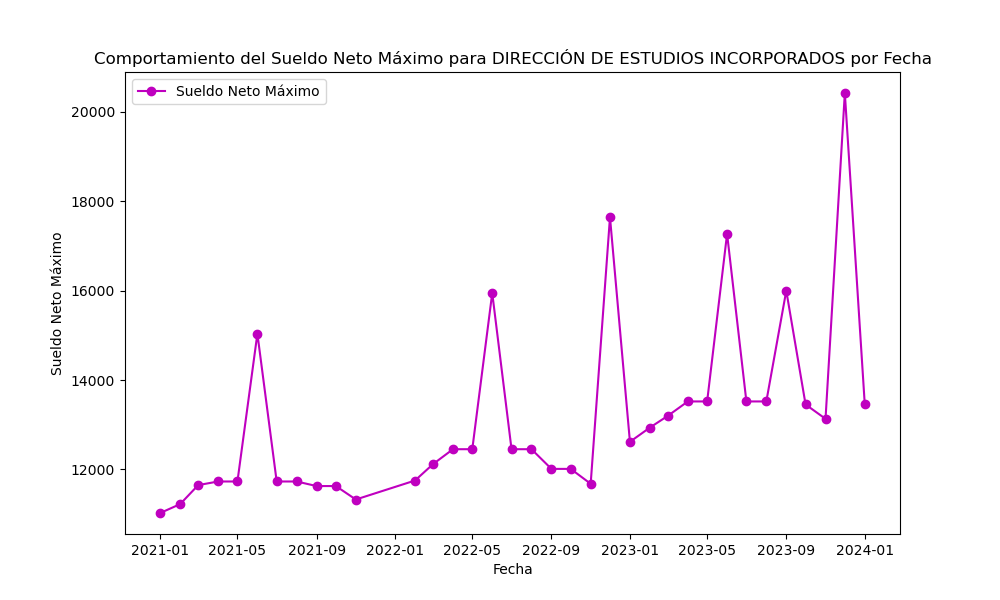 Comportamiento del Sueldo Neto Máximo para DIRECCIÓN DE ESTUDIOS INCORPORADOS por Fecha
Sueldo Neto Máximo
20000
18000
16000
14000
12000
Sueldo Neto Máximo
2021-01 2021-05 2021-09 2022-01 2022-05 2022-09 2023-01 2023-05 2023-09 2024-01
Fecha